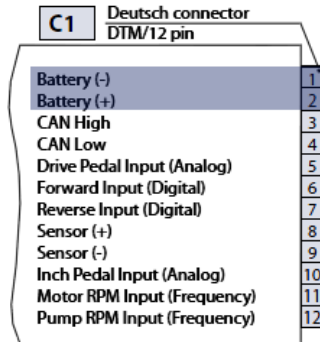 C1
Deutsch connector
DTM/12 pin
Battery (-) 1
Battery (+) 2
CAN High 3
CAN Low 4
Drive Pedal Input (Analog) 5
Forward Input (Digital) 6
Reverse Input (Digital) 7
Sensor (+) 8
Sensor (-) 9
Inch Pedal Input (Analog) 10
Motor RPM Input (Frequency) 11
Pump RPM Input (Frequency) 12